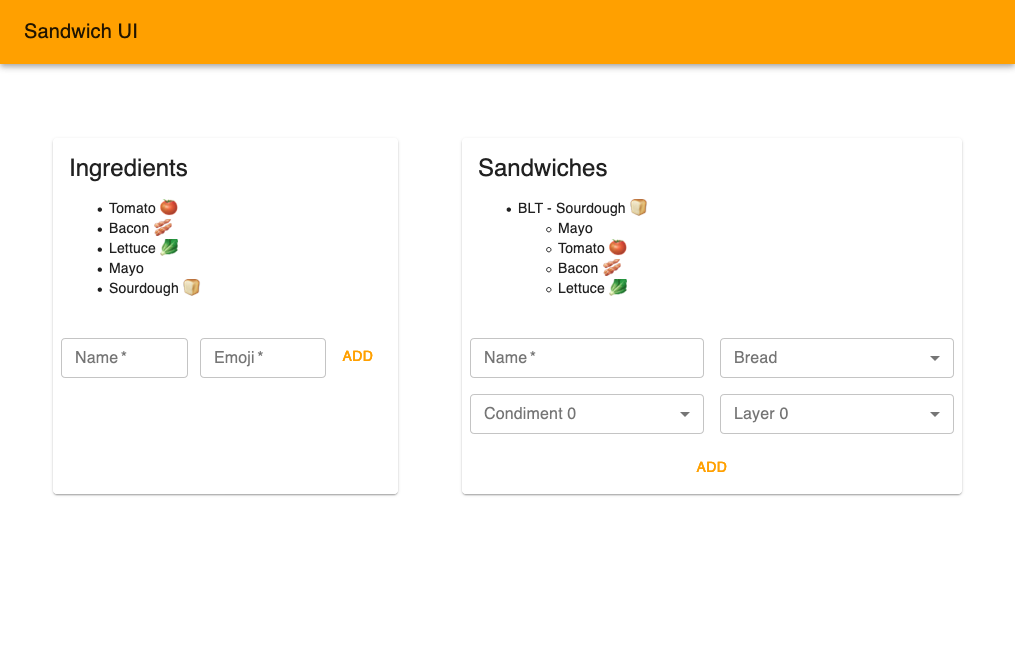 Sandwich UI
Ingredients
Tomato 🍅
Bacon 🥓
Lettuce 🥬
Mayo
Sourdough 🍞
Name *
Emoji *
ADD
Sandwiches
BLT - Sourdough 🍞
Mayo
Tomato 🍅
Bacon 🥓
Lettuce 🥬
Name *
Bread
Condiment 0
Layer 0
ADD